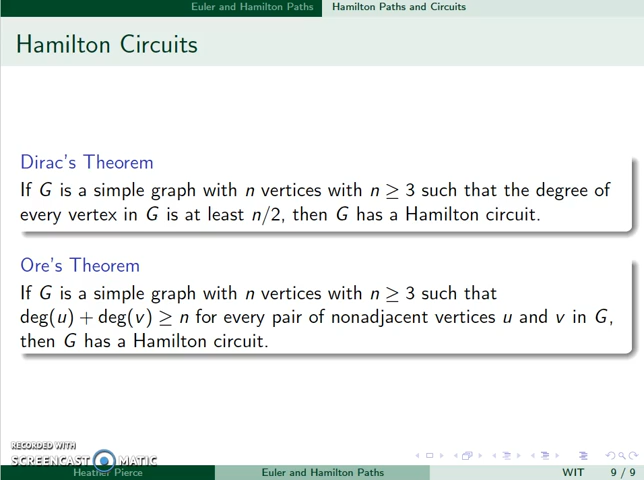 Euler and Hamilton Paths Hamilton Paths and Circuits
Hamilton Circuits
Dirac's Theorem
If G is a simple graph with n vertices with n ≥ 3 such that the degree of
every vertex in G is at least n/2, then G has a Hamilton circuit.
Ore's Theorem
If G is a simple graph with n vertices with n ≥ 3 such that
deg(u) + deg(v) ≥ n for every pair of nonadjacent vertices u and v in G,
then G has a Hamilton circuit.
RECORDED WITH
SCREENCAST MATIC
Heather Pierce Euler and Hamilton Paths WIT 9 / 9